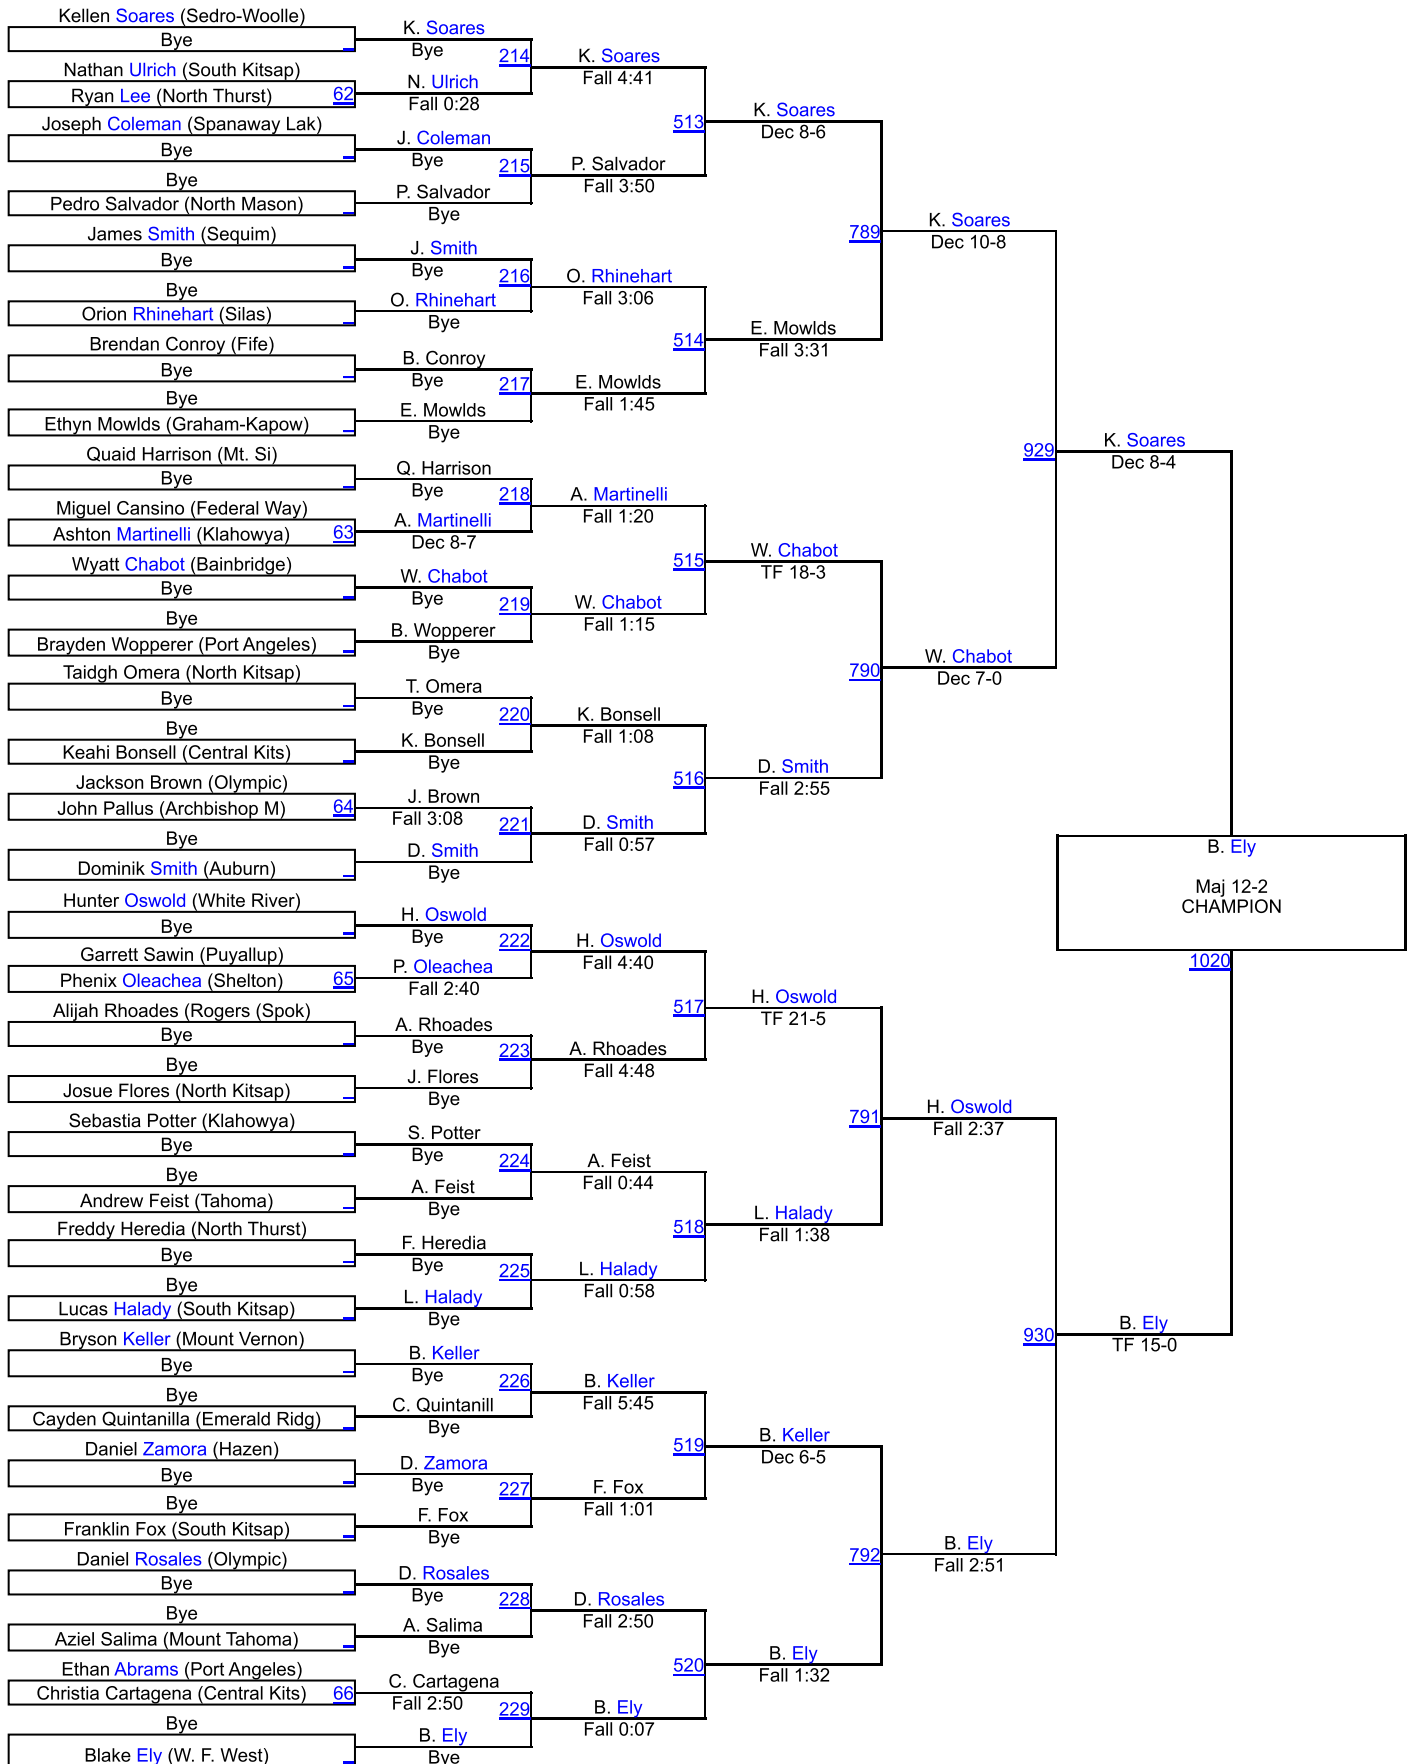 Kellen Soares (Sedro-Woolle)
Bye
Nathan Ulrich (South Kitsap)
Ryan Lee (North Thurst) 62
Joseph Coleman (Spanaway Lak)
Bye
Bye
Pedro Salvador (North Mason)
James Smith (Sequim)
Bye
Bye
Orion Rhinehart (Silas)
Brendan Conroy (Fife)
Bye
Bye
Ethyn Mowlds (Graham-Kapow)
Quaid Harrison (Mt. Si)
Bye
Miguel Cansino (Federal Way)
Ashton Martinelli (Klahowya) 63
Wyatt Chabot (Bainbridge)
Bye
Bye
Brayden Wopperer (Port Angeles)
Taidgh Omera (North Kitsap)
Bye
Bye
Keahi Bonsell (Central Kits)
Jackson Brown (Olympic)
John Pallus (Archbishop M) 64
Bye
Dominik Smith (Auburn)
Hunter Oswold (White River)
Bye
Garrett Sawin (Puyallup)
Phenix Oleachea (Shelton) 65
Alijah Rhoades (Rogers (Spok)
Bye
Bye
Josue Flores (North Kitsap)
Sebastia Potter (Klahowya)
Bye
Bye
Andrew Feist (Tahoma)
Freddy Heredia (North Thurst)
Bye
Bye
Lucas Halady (South Kitsap)
Bryson Keller (Mount Vernon)
Bye
Bye
Cayden Quintanilla (Emerald Ridg)
Daniel Zamora (Hazen)
Bye
Bye
Franklin Fox (South Kitsap)
Daniel Rosales (Olympic)
Bye
Bye
Aziel Salima (Mount Tahoma)
Ethan Abrams (Port Angeles)
Christia Cartagena (Central Kits) 66
Bye
Blake Ely (W. F. West)
K. Soares
Bye
214
N. Ulrich
Fall 0:28
J. Coleman
Bye
215
P. Salvador
Bye
J. Smith
Bye
216
O. Rhinehart
Bye
B. Conroy
Bye
217
E. Mowlds
Bye
Q. Harrison
Bye
218
A. Martinelli
Dec 8-7
W. Chabot
Bye
219
B. Wopperer
Bye
T. Omera
Bye
220
K. Bonsell
Bye
J. Brown
Fall 3:08
221
D. Smith
Bye
H. Oswold
Bye
222
P. Oleachea
Fall 2:40
A. Rhoades
Bye
223
J. Flores
Bye
S. Potter
Bye
224
A. Feist
Bye
F. Heredia
Bye
225
L. Halady
Bye
B. Keller
Bye
226
C. Quintanill
Bye
D. Zamora
Bye
227
F. Fox
Bye
D. Rosales
Bye
228
A. Salima
Bye
C. Cartagena
Fall 2:50
229
B. Ely
Bye
K. Soares
Fall 4:41
513
P. Salvador
Fall 3:50
O. Rhinehart
Fall 3:06
514
E. Mowlds
Fall 1:45
A. Martinelli
Fall 1:20
515
W. Chabot
Fall 1:15
K. Bonsell
Fall 1:08
516
D. Smith
Fall 0:57
H. Oswold
Fall 4:40
517
A. Rhoades
Fall 4:48
A. Feist
Fall 0:44
518
L. Halady
Fall 0:58
B. Keller
Fall 5:45
519
F. Fox
Fall 1:01
D. Rosales
Fall 2:50
520
B. Ely
Fall 0:07
K. Soares
Dec 8-6
789
E. Mowlds
Fall 3:31
W. Chabot
TF 18-3
790
D. Smith
Fall 2:55
H. Oswold
TF 21-5
791
L. Halady
Fall 1:38
B. Keller
Dec 6-5
792
B. Ely
Fall 1:32
K. Soares
Dec 10-8
929
W. Chabot
Dec 7-0
H. Oswold
Fall 2:37
930
B. Ely
Fall 2:51
K. Soares
Dec 8-4
B. Ely
Maj 12-2
CHAMPION
1020
B. Ely
TF 15-0